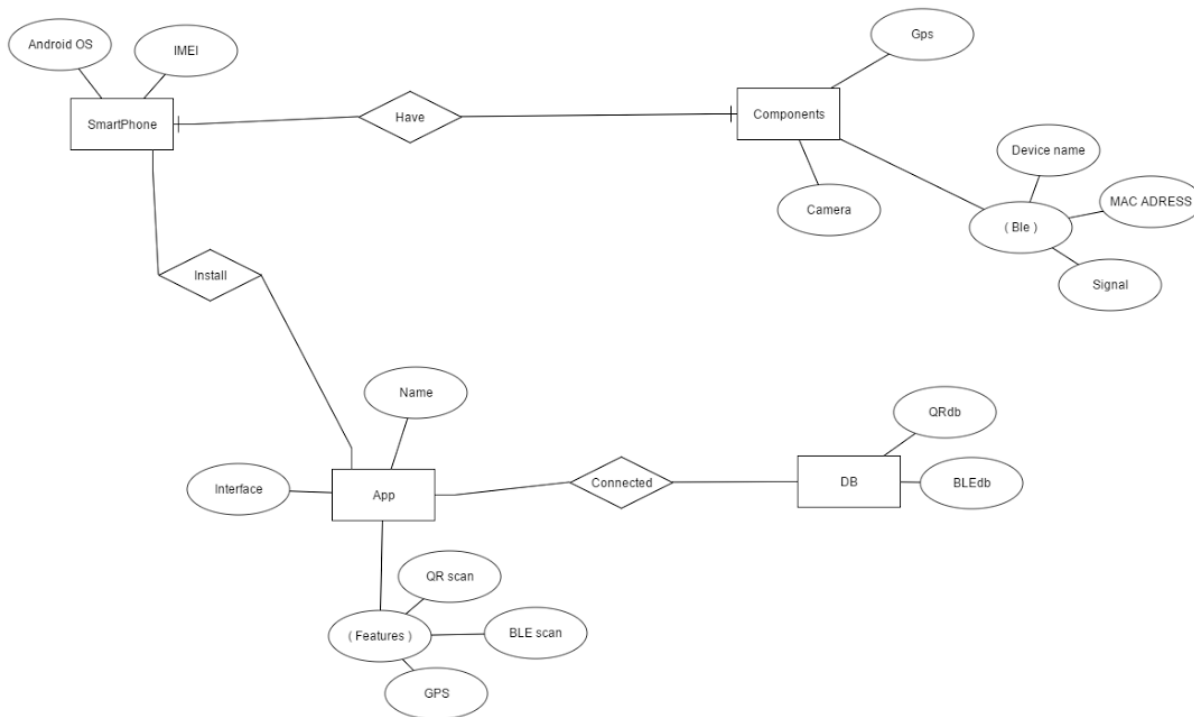 Android OS
IMEI
Gps
SmartPhone
Have
Components
Device name
MAC ADRESS
Camera
( Ble )
Signal
Install
Name
QRdb
Interface
App
Connected
DB
BLEdb
QR scan
( Features )
BLE scan
GPS